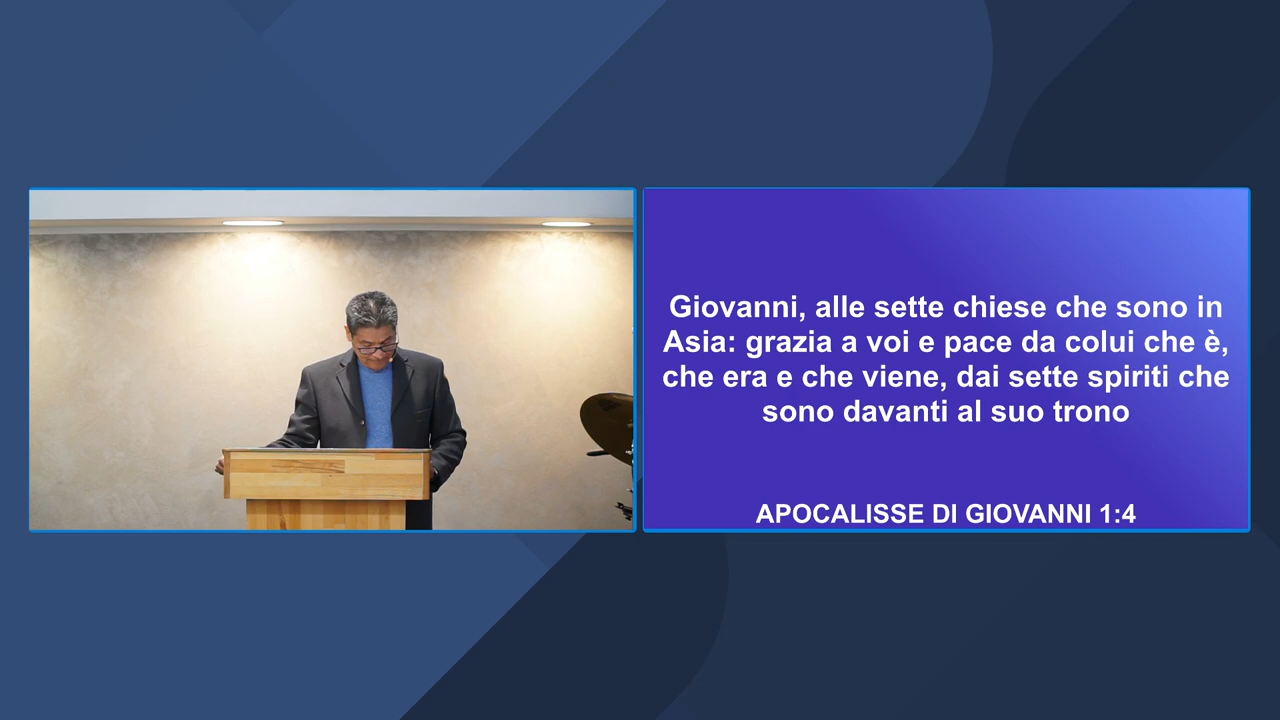 Giovanni, alle sette chiese che sono in
Asia: grazia a voi e pace da colui che è,
che era e che viene, dai sette spiriti che
sono davanti al suo trono
APOCALISSE DI GIOVANNI 1:4